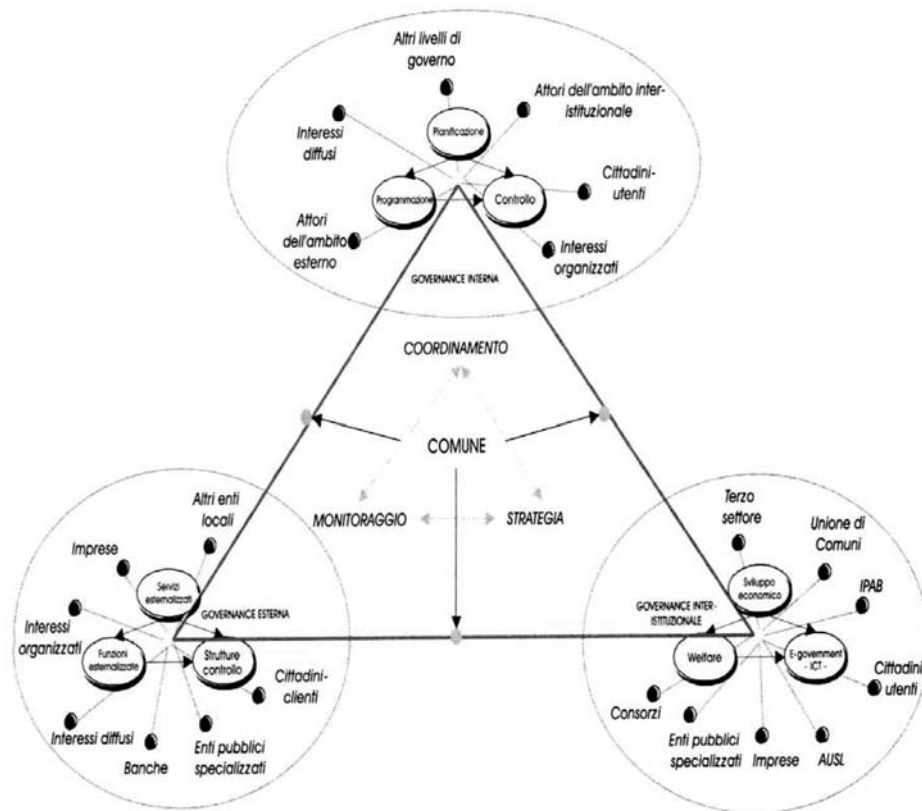 Altri livelli di
governo
Attori dell'ambito inter-
istituzionale
Interessi
diffusi
Pianificazione
Cittadini-
utenti
Programmazione
Controllo
Attori
dell'ambito
esterno
Interessi
organizzati
GOVERNANCE INTERNA
COORDINAMENTO
COMUNE
MONITORAGGIO
STRATEGIA
Altri enti
locali
Imprese
Servizi
esternalizzati
GOVERNANCE ESTERNA
Interessi
organizzati
Funzioni
esternalizzate
Strutture
controllo
Cittadini-
clienti
Interessi diffusi
Banche
Enti pubblici
specializzati
Terzo
settore
Unione di
Comuni
Sviluppo
economico
IPAB
GOVERNANCE INTER-
ISTITUZIONALE
Welfare
E-government
- ICT -
Cittadini
utenti
Consorzi
Enti pubblici
specializzati
Imprese
AUSL